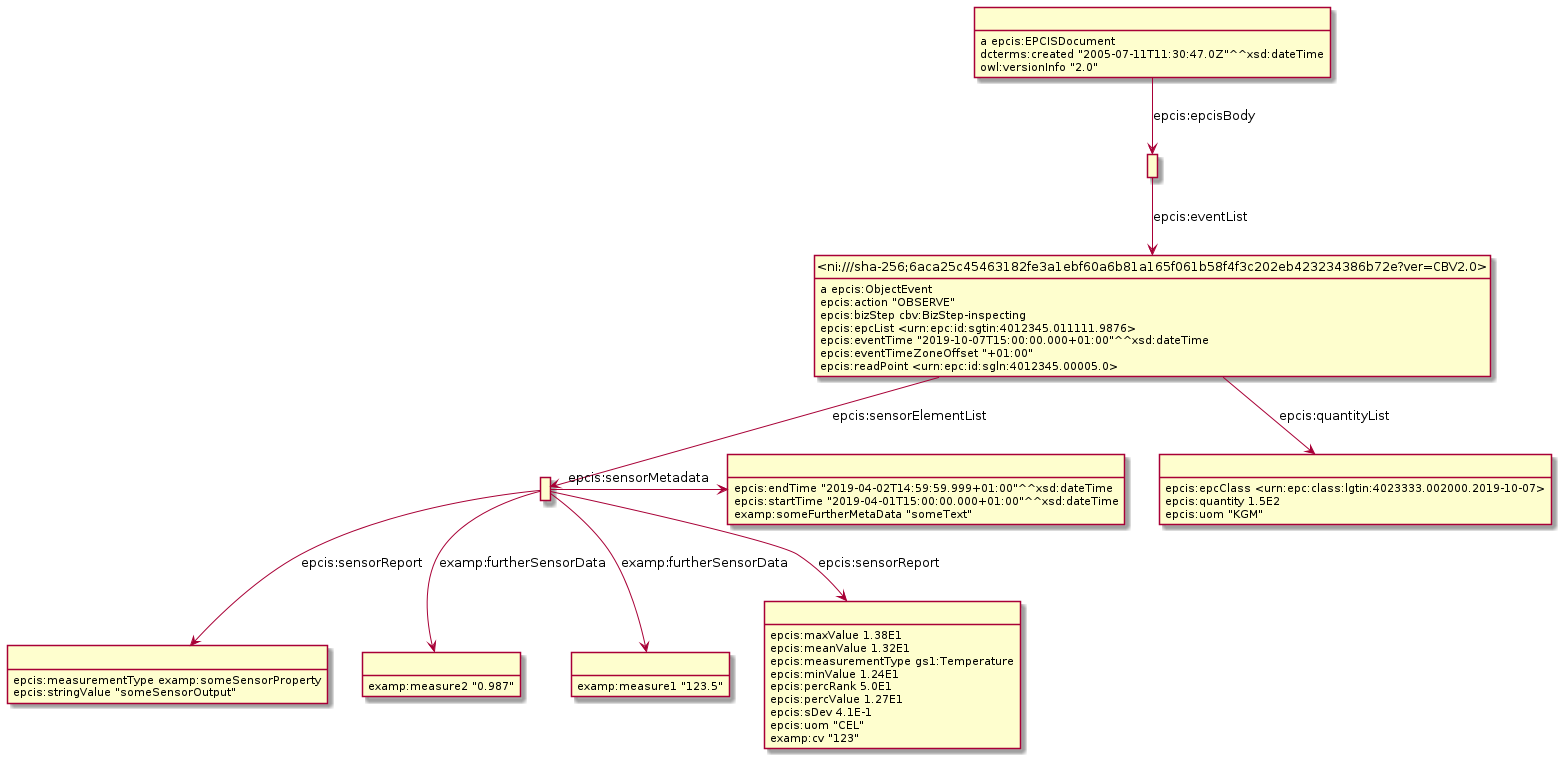 a epcis:EPCISDocument
dcterms:created "2005-07-11T11:30:47.0Z"^^xsd:dateTime
owl:versionInfo "2.0"
epcis:epcisBody
epcis:eventList
<ni:///sha-256;6aca25c45463182fe3a1ebf60a6b81a165f061b58f4f3c202eb423234386b72e?ver=CBV2.0>
a epcis:ObjectEvent
epcis:action "OBSERVE"
epcis:bizStep cbv:BizStep-inspecting
epcis:epcList <urn:epc:id:sgtin:4012345.011111.9876>
epcis:eventTime "2019-10-07T15:00:00.000+01:00"^^xsd:dateTime
epcis:eventTimeZoneOffset "+01:00"
epcis:readPoint <urn:epc:id:sgln:4012345.00005.0>
epcis:sensorElementList
epcis:quantityList
epcis:sensorMetadata
epcis:endTime "2019-04-02T14:59:59.999+01:00"^^xsd:dateTime
epcis:startTime "2019-04-01T15:00:00.000+01:00"^^xsd:dateTime
examp:someFurtherMetaData "someText"
epcis:epcClass <urn:epc:class:lgtin:4023333.002000.2019-10-07>
epcis:quantity 1.5E2
epcis:uom "KGM"
epcis:sensorReport
examp:furtherSensorData
examp:furtherSensorData
epcis:sensorReport
epcis:measurementType examp:someSensorProperty
epcis:stringValue "someSensorOutput"
examp:measure2 "0.987"
examp:measure1 "123.5"
epcis:maxValue 1.38E1
epcis:meanValue 1.32E1
epcis:measurementType gs1:Temperature
epcis:minValue 1.24E1
epcis:percRank 5.0E1
epcis:percValue 1.27E1
epcis:sDev 4.1E-1
epcis:uom "CEL"
examp:cv "123"